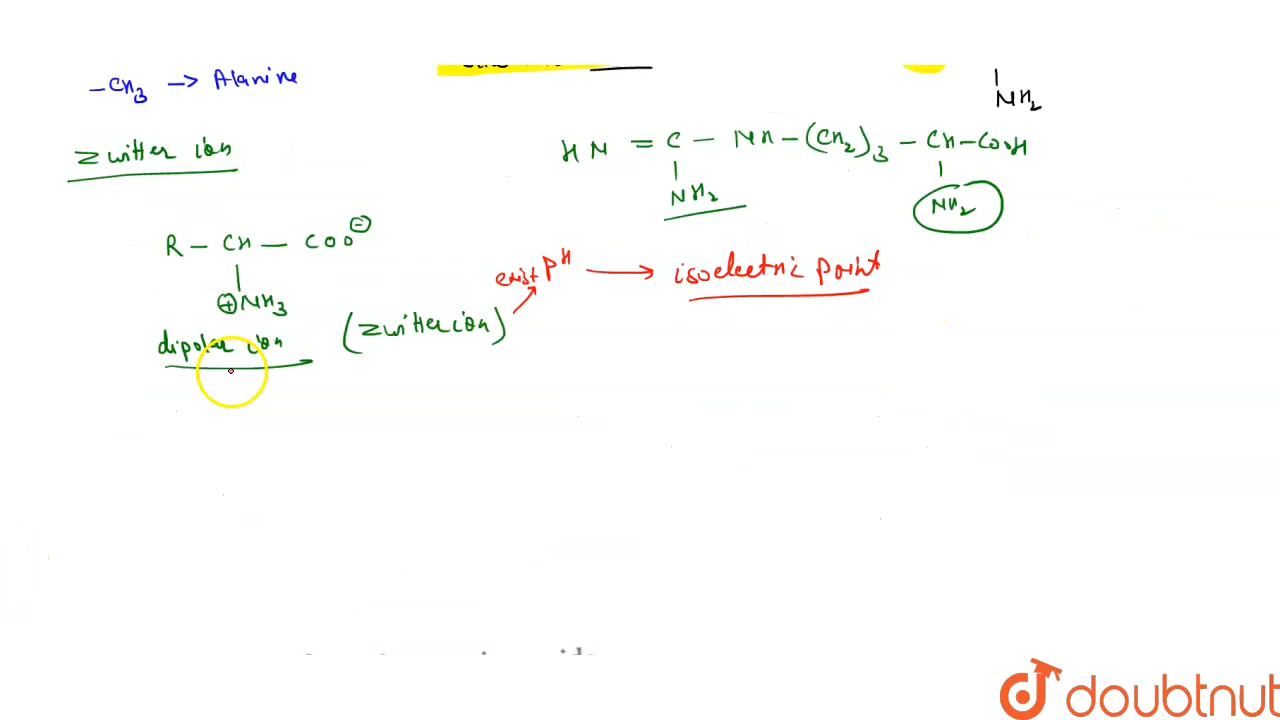 -CH3 → Alanine
NH2
Zwitter ion
HN = C - NH - (CH2)3 - CH - COOH
NH2
NH2
R - CH - COO⊖
⊕NH3
exist pH → isoelectric point
(Zwitter ion)
dipolar ion
doubtnut